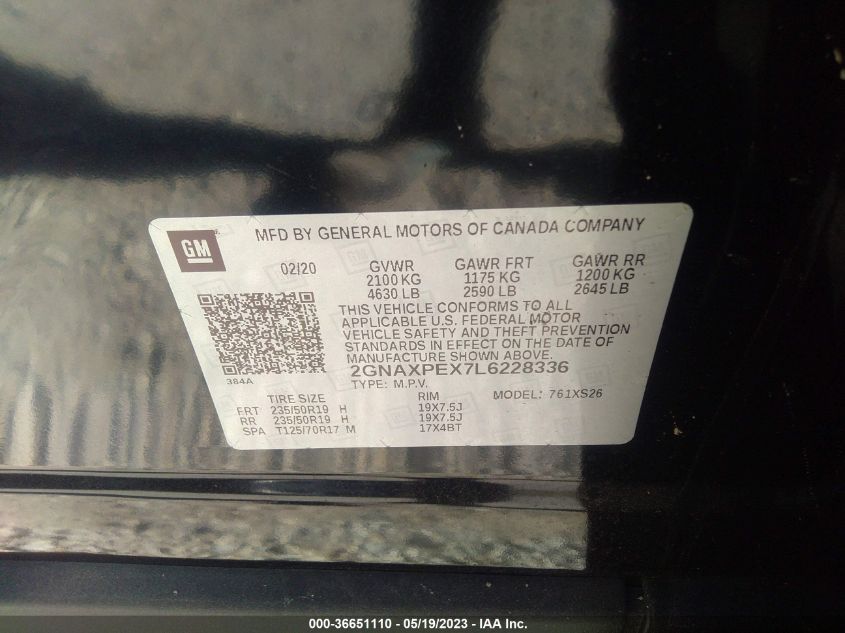 GM
MFD BY GENERAL MOTORS OF CANADA COMPANY
02/20 GVWR GAWR FRT GAWR RR
2100 KG 1175 KG 1200 KG
4630 LB 2590 LB 2645 LB
THIS VEHICLE CONFORMS TO ALL
APPLICABLE U.S. FEDERAL MOTOR
VEHICLE SAFETY AND THEFT PREVENTION
STANDARDS IN EFFECT ON THE DATE OF
MANUFACTURE SHOWN ABOVE.
2GNAXPEX7L6228336
384A
TYPE: M.P.V. MODEL: 761XS26
TIRE SIZE RIM
FRT 235/50R19 H 19X7.5J
RR 235/50R19 H 19X7.5J
SPA T125/70R17 M 17X4BT
000-36651110 - 05/19/2023 - IAA Inc.